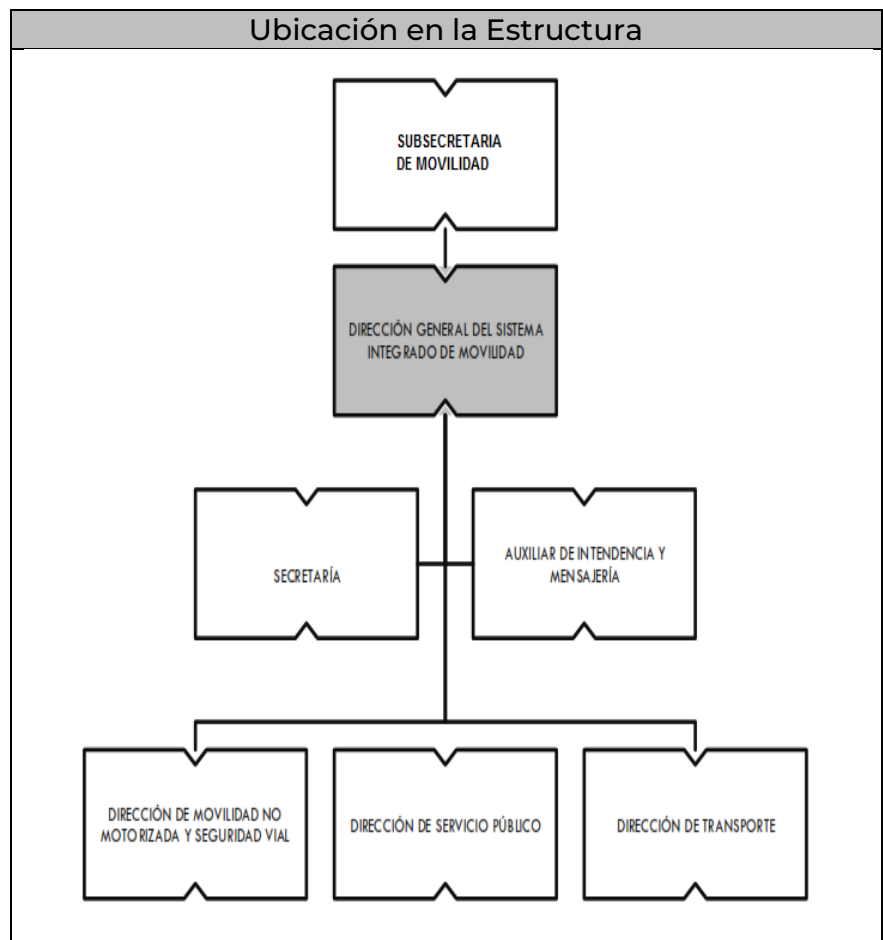 Ubicación en la Estructura
SUBSECRETARIA
DE MOVILIDAD
DIRECCIÓN GENERAL DEL SISTEMA
INTEGRADO DE MOVILIDAD
SECRETARÍA
AUXILIAR DE INTENDENCIA Y
MENSAJERÍA
DIRECCIÓN DE MOVILIDAD NO
MOTORIZADA Y SEGURIDAD VIAL
DIRECCIÓN DE SERVICIO PÚBLICO
DIRECCIÓN DE TRANSPORTE